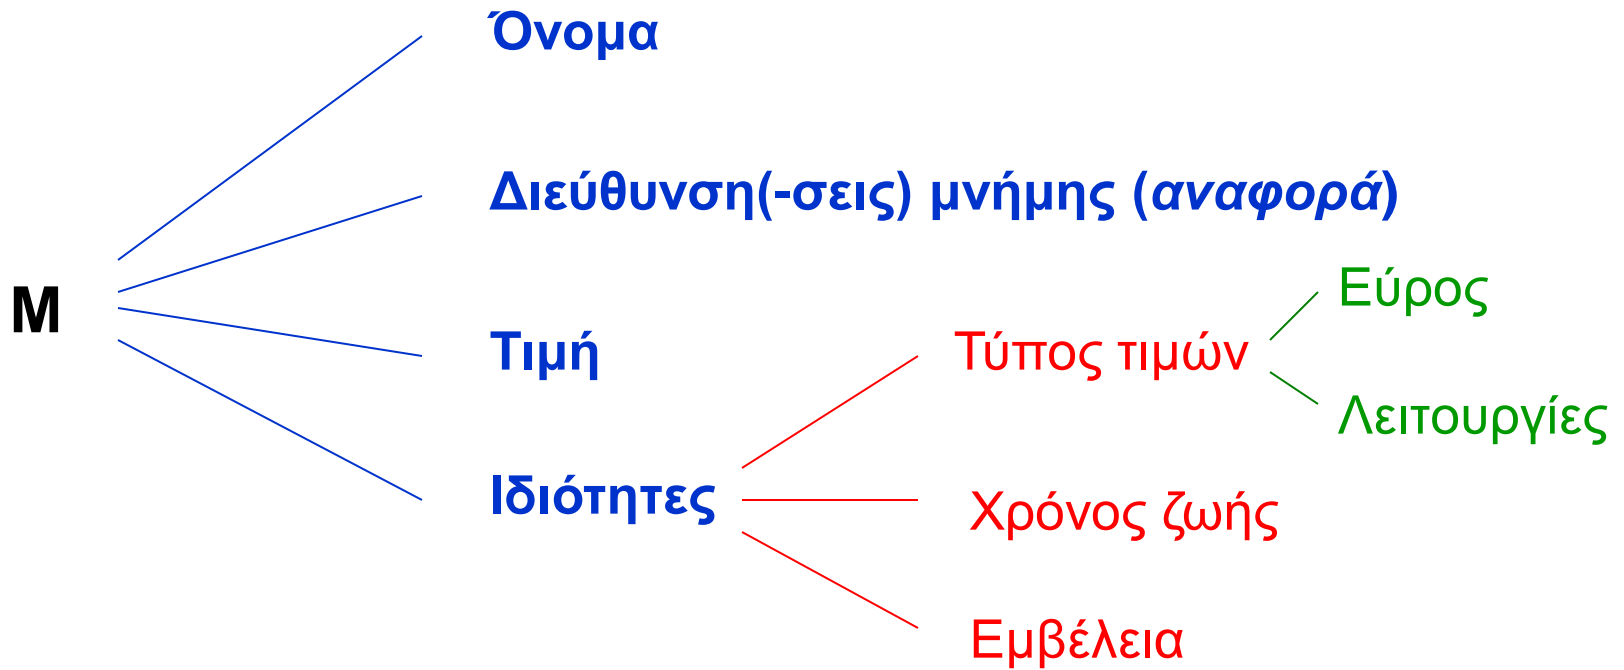 Όνομα
Διεύθυνση(-σεις) μνήμης (αναφορά)
Μ
Τιμή
Ιδιότητες
Τύπος τιμών
Χρόνος ζωής
Εμβέλεια
Εύρος
Λειτουργίες